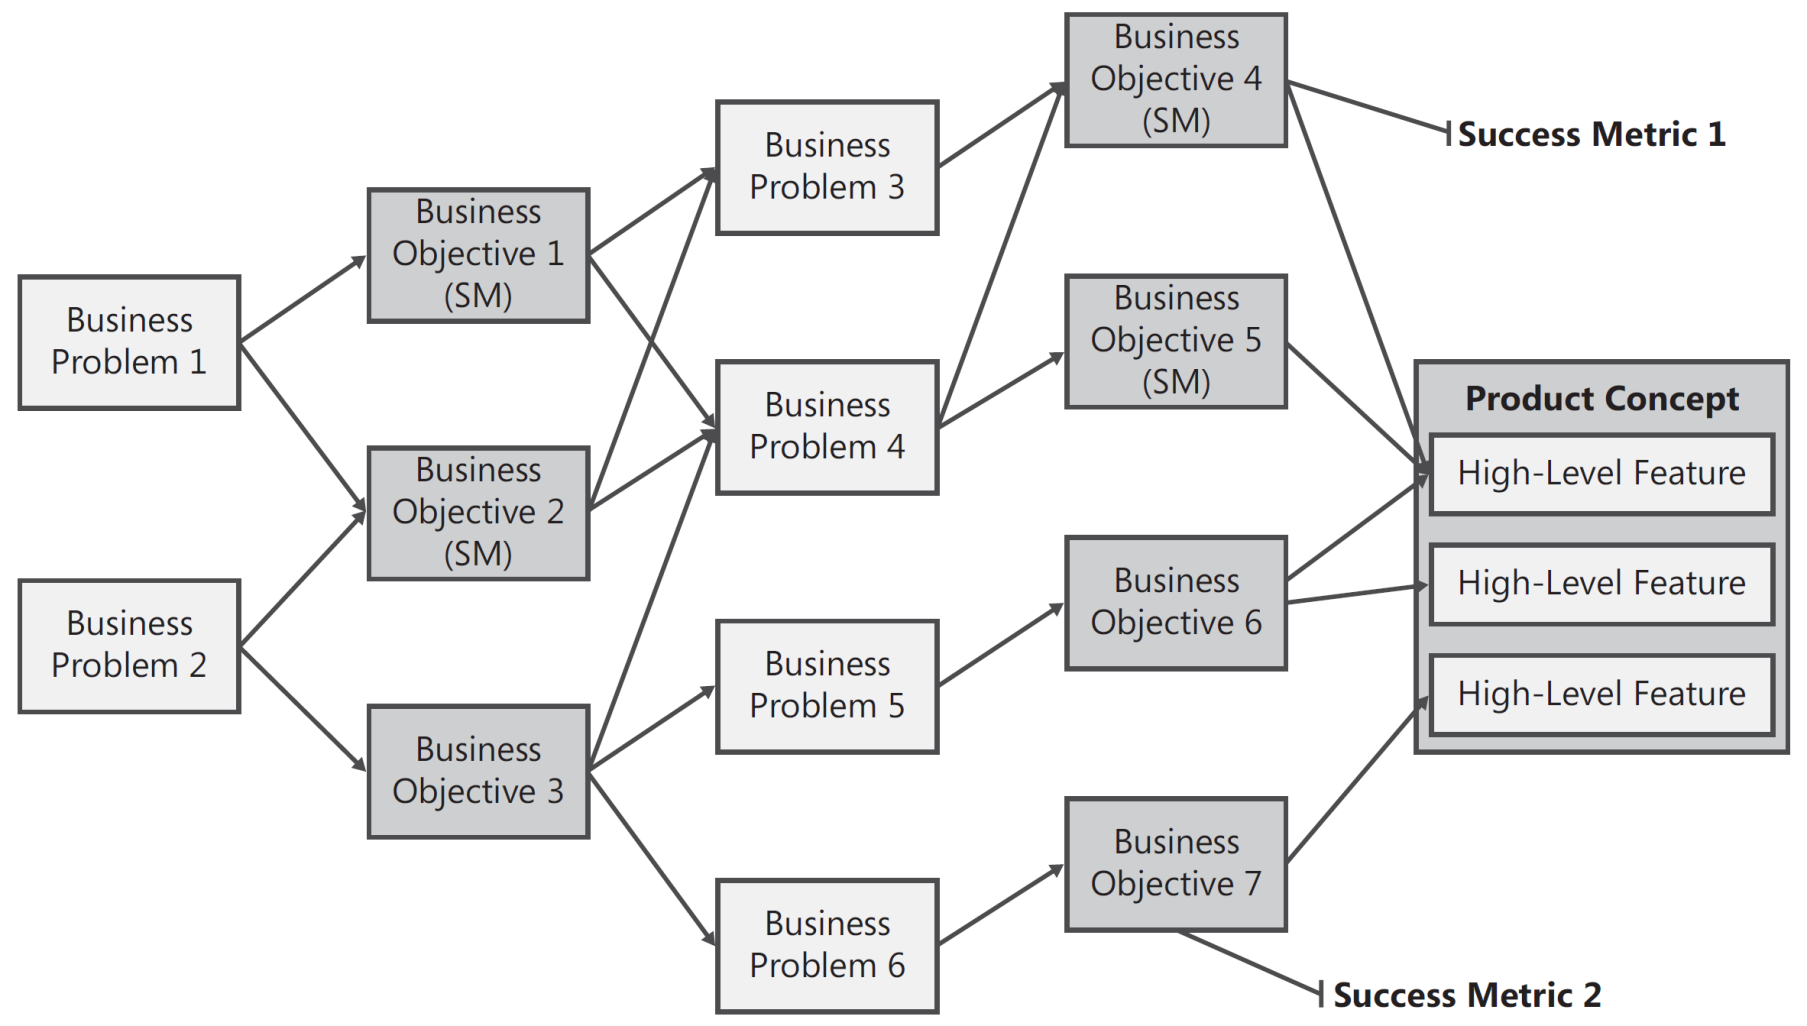 Business
Problem 1
Business
Problem 2
Business
Objective 1
(SM)
Business
Objective 2
(SM)
Business
Objective 3
Business
Problem 3
Business
Problem 4
Business
Problem 5
Business
Problem 6
Business
Objective 4
(SM)
Business
Objective 5
(SM)
Business
Objective 6
Business
Objective 7
Success Metric 1
Product Concept
High-Level Feature
High-Level Feature
High-Level Feature
Success Metric 2